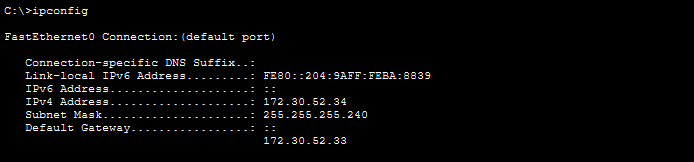 C:\>ipconfig
FastEthernet0 Connection:(default port)
Connection-specific DNS Suffix..:
Link-local IPv6 Address.........: FE80::204:9AFF:FEBA:8839
IPv6 Address....................: ::
IPv4 Address....................: 172.30.52.34
Subnet Mask.....................: 255.255.255.240
Default Gateway.................: ::
172.30.52.33